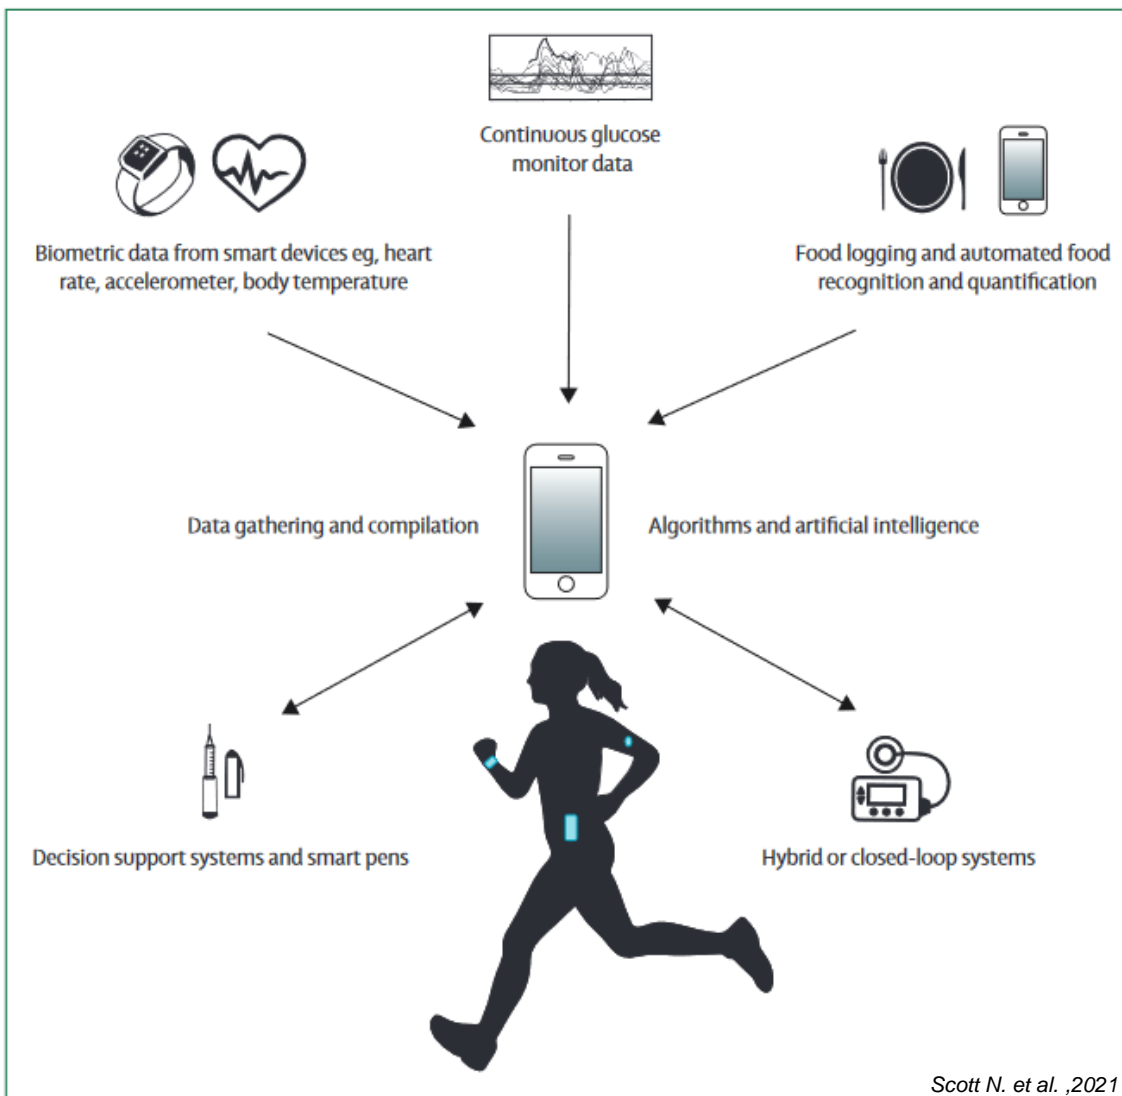 Continuous glucose
monitor data
Biometric data from smart devices eg, heart
rate, accelerometer, body temperature
Food logging and automated food
recognition and quantification
Data gathering and compilation
Algorithms and artificial intelligence
Decision support systems and smart pens
Hybrid or closed-loop systems
Scott N. et al. ,2021